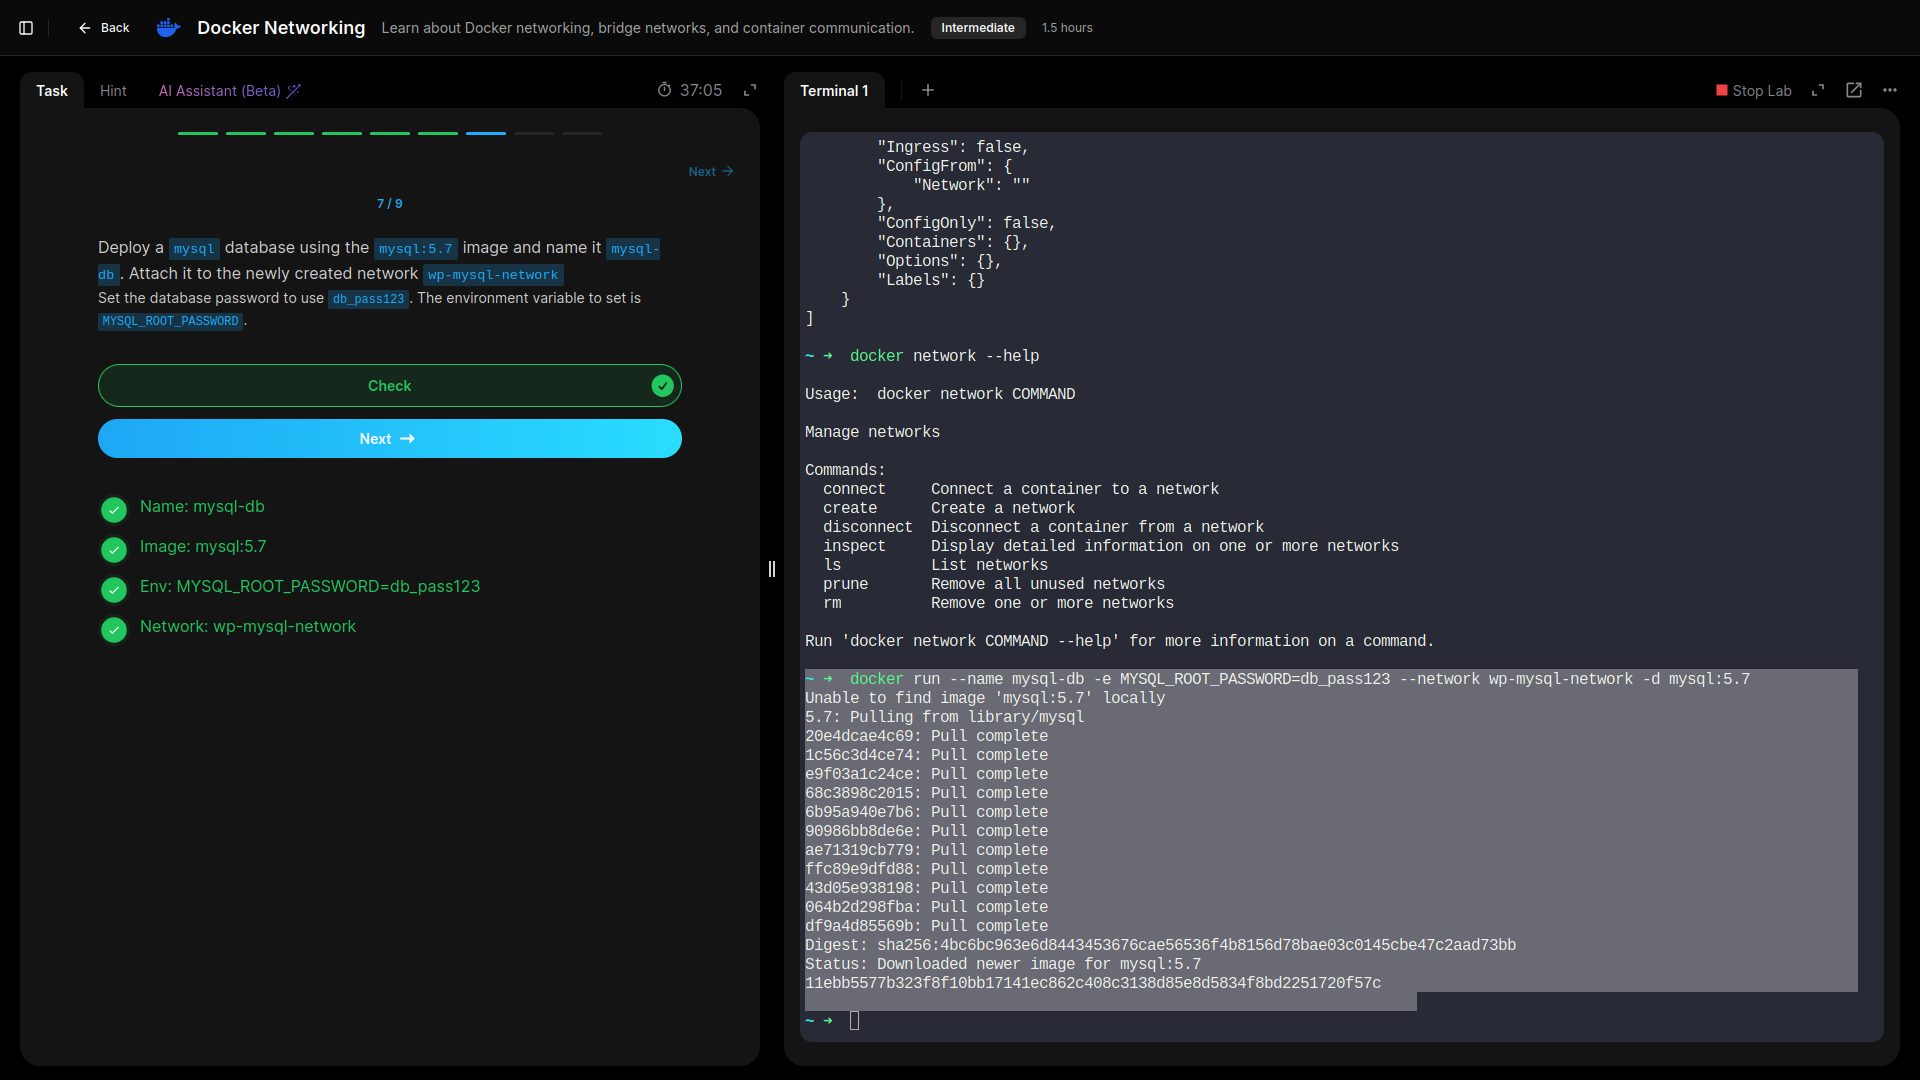 Back
Docker Networking
Learn about Docker networking, bridge networks, and container communication.
Intermediate
1.5 hours
Task
Hint
AI Assistant (Beta)
37:05
Next
7 / 9
Deploy a mysql database using the mysql:5.7 image and name it mysql-
db. Attach it to the newly created network wp-mysql-network
Set the database password to use db_pass123. The environment variable to set is
MYSQL_ROOT_PASSWORD.
Check
Next
Name: mysql-db
Image: mysql:5.7
Env: MYSQL_ROOT_PASSWORD=db_pass123
Network: wp-mysql-network
Terminal 1
+
Stop Lab
        "Ingress": false,
        "ConfigFrom": {
            "Network": ""
        },
        "ConfigOnly": false,
        "Containers": {},
        "Options": {},
        "Labels": {}
    }
]
~ ➜  docker network --help
Usage:  docker network COMMAND
Manage networks
Commands:
  connect     Connect a container to a network
  create      Create a network
  disconnect  Disconnect a container from a network
  inspect     Display detailed information on one or more networks
  ls          List networks
  prune       Remove all unused networks
  rm          Remove one or more networks
Run 'docker network COMMAND --help' for more information on a command.
~ ➜  docker run --name mysql-db -e MYSQL_ROOT_PASSWORD=db_pass123 --network wp-mysql-network -d mysql:5.7
Unable to find image 'mysql:5.7' locally
5.7: Pulling from library/mysql
20e4dcae4c69: Pull complete
1c56c3d4ce74: Pull complete
e9f03a1c24ce: Pull complete
68c3898c2015: Pull complete
6b95a940e7b6: Pull complete
90986bb8de6e: Pull complete
ae71319cb779: Pull complete
ffc89e9dfd88: Pull complete
43d05e938198: Pull complete
064b2d298fba: Pull complete
df9a4d85569b: Pull complete
Digest: sha256:4bc6bc963e6d8443453676cae56536f4b8156d78bae03c0145cbe47c2aad73bb
Status: Downloaded newer image for mysql:5.7
11ebb5577b323f8f10bb17141ec862c408c3138d85e8d5834f8bd2251720f57c
~ ➜